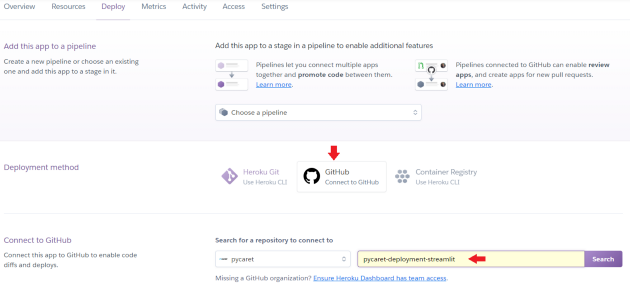 Overview Resources Deploy Metrics Activity Access Settings
Add this app to a pipeline
Create a new pipeline or choose an existing
one and add this app to a stage in it.
Add this app to a stage in a pipeline to enable additional features
Pipelines let you connect multiple apps
together and promote code between them.
Learn more.
Pipelines connected to GitHub can enable review
apps, and create apps for new pull requests.
Learn more.
Choose a pipeline
Deployment method
Heroku Git
Use Heroku CLI
GitHub
Connect to GitHub
Container Registry
Use Heroku CLI
Connect to GitHub
Connect this app to GitHub to enable code
diffs and deploys.
Search for a repository to connect to
pycaret
pycaret-deployment-streamlit
Search
Missing a GitHub organization? Ensure Heroku Dashboard has team access.